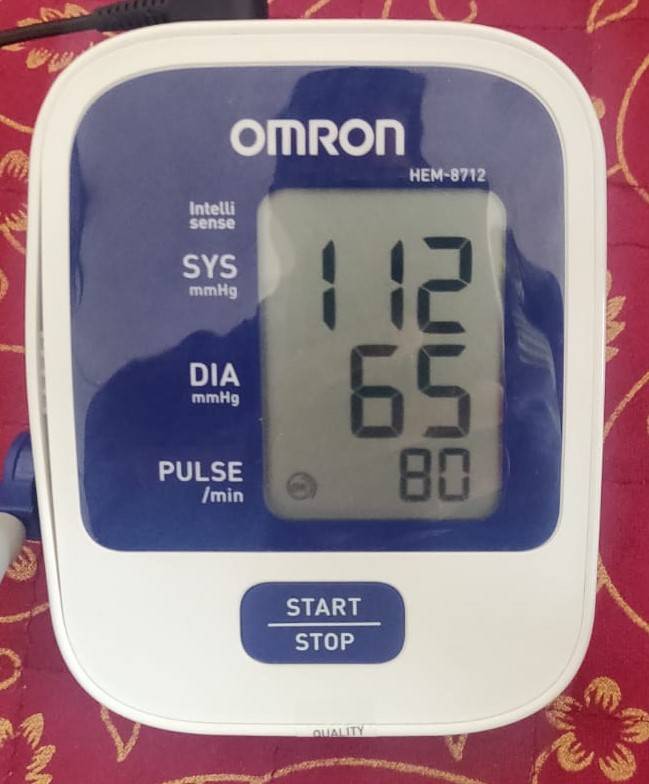 OMRON
HEM-8712
Intelli
sense
SYS
mmHg
112
DIA
mmHg
65
PULSE
/min
80
START
STOP
QUALITY